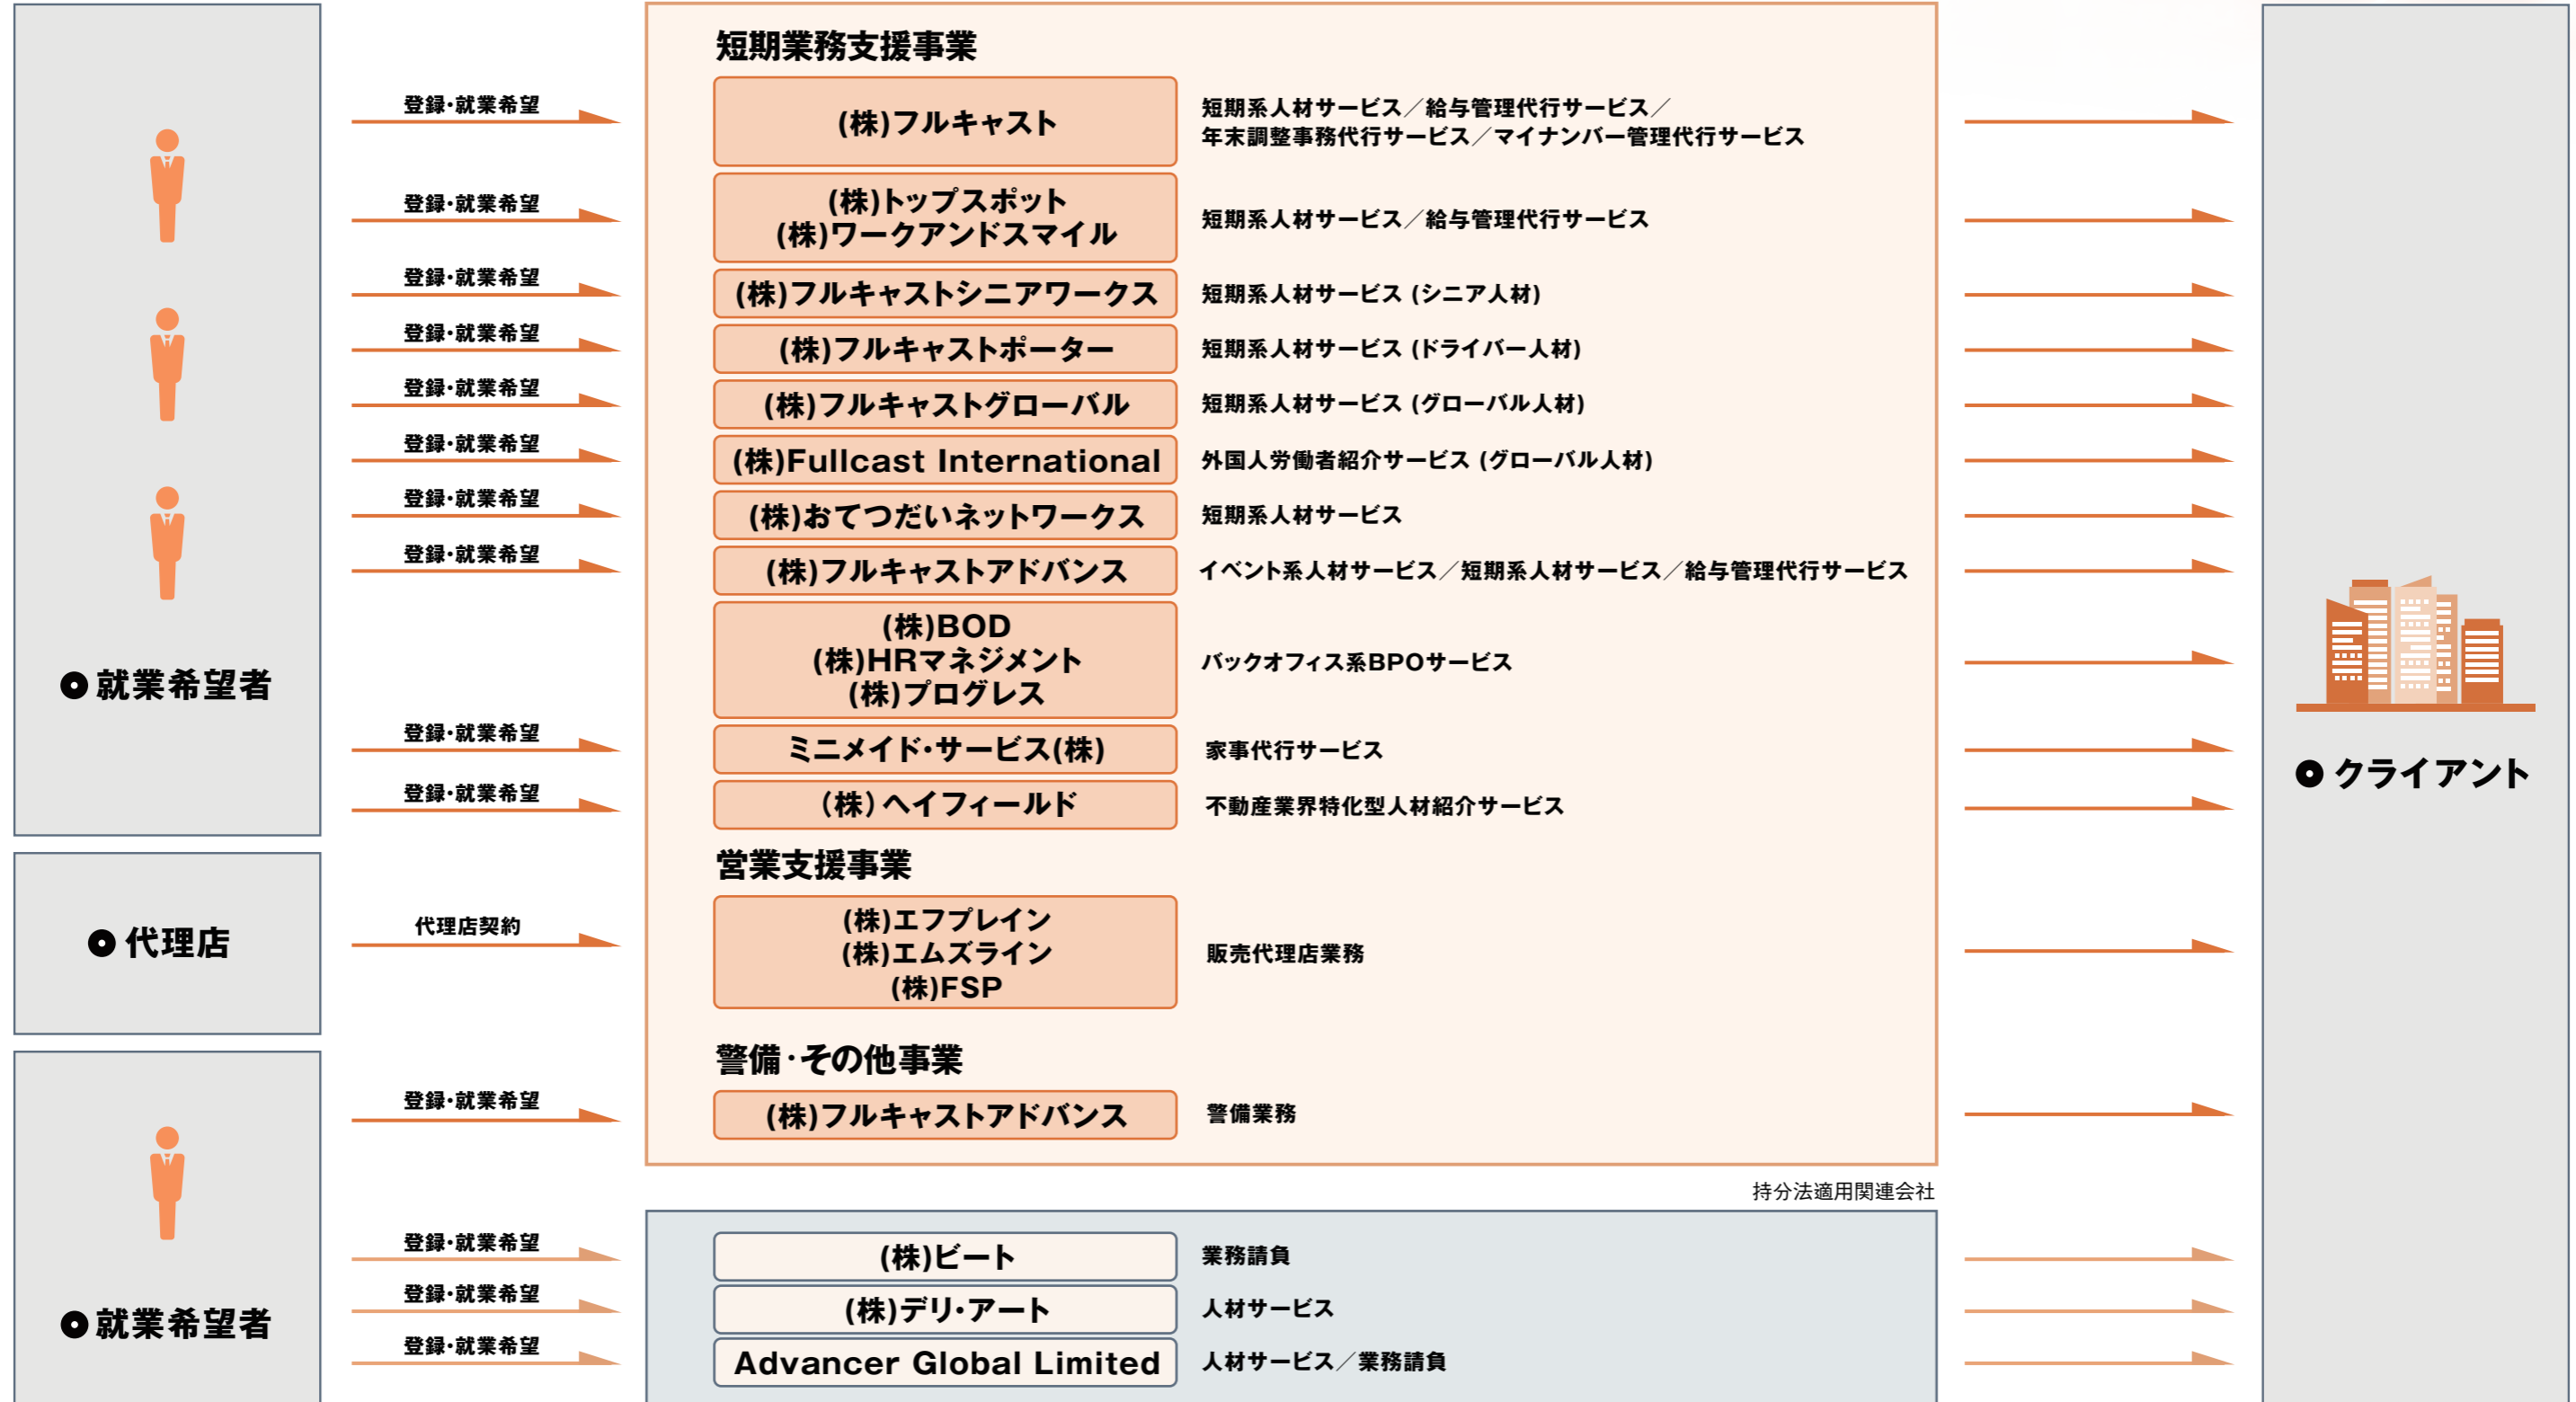 短期業務支援事業
登録・就業希望
(株)フルキャスト
短期系人材サービス／給与管理代行サービス／
年末調整事務代行サービス／マイナンバー管理代行サービス
登録・就業希望
(株)トップスポット
(株)ワークアンドスマイル
短期系人材サービス／給与管理代行サービス
登録・就業希望
(株)フルキャストシニアワークス
短期系人材サービス (シニア人材)
登録・就業希望
(株)フルキャストポーター
短期系人材サービス (ドライバー人材)
登録・就業希望
(株)フルキャストグローバル
短期系人材サービス (グローバル人材)
登録・就業希望
(株)Fullcast International
外国人労働者紹介サービス (グローバル人材)
登録・就業希望
(株)おてつだいネットワークス
短期系人材サービス
登録・就業希望
(株)フルキャストアドバンス
イベント系人材サービス／短期系人材サービス／給与管理代行サービス
就業希望者
(株)BOD
(株)HRマネジメント
(株)プログレス
バックオフィス系BPOサービス
登録・就業希望
ミニメイド・サービス(株)
家事代行サービス
クライアント
登録・就業希望
(株)ヘイフィールド
不動産業界特化型人材紹介サービス
営業支援事業
代理店
代理店契約
(株)エフプレイン
(株)エムズライン
(株)FSP
販売代理店業務
警備・その他事業
登録・就業希望
(株)フルキャストアドバンス
警備業務
持分法適用関連会社
登録・就業希望
(株)ビート
業務請負
就業希望者
登録・就業希望
(株)デリ・アート
人材サービス
登録・就業希望
Advancer Global Limited
人材サービス／業務請負